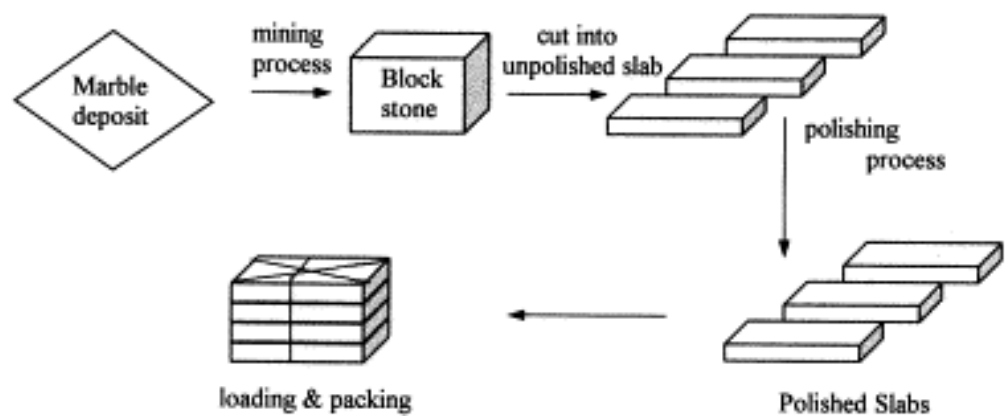 Marble
deposit
mining
process
Block
stone
cut into
unpolished slab
polishing
process
Polished Slabs
loading & packing